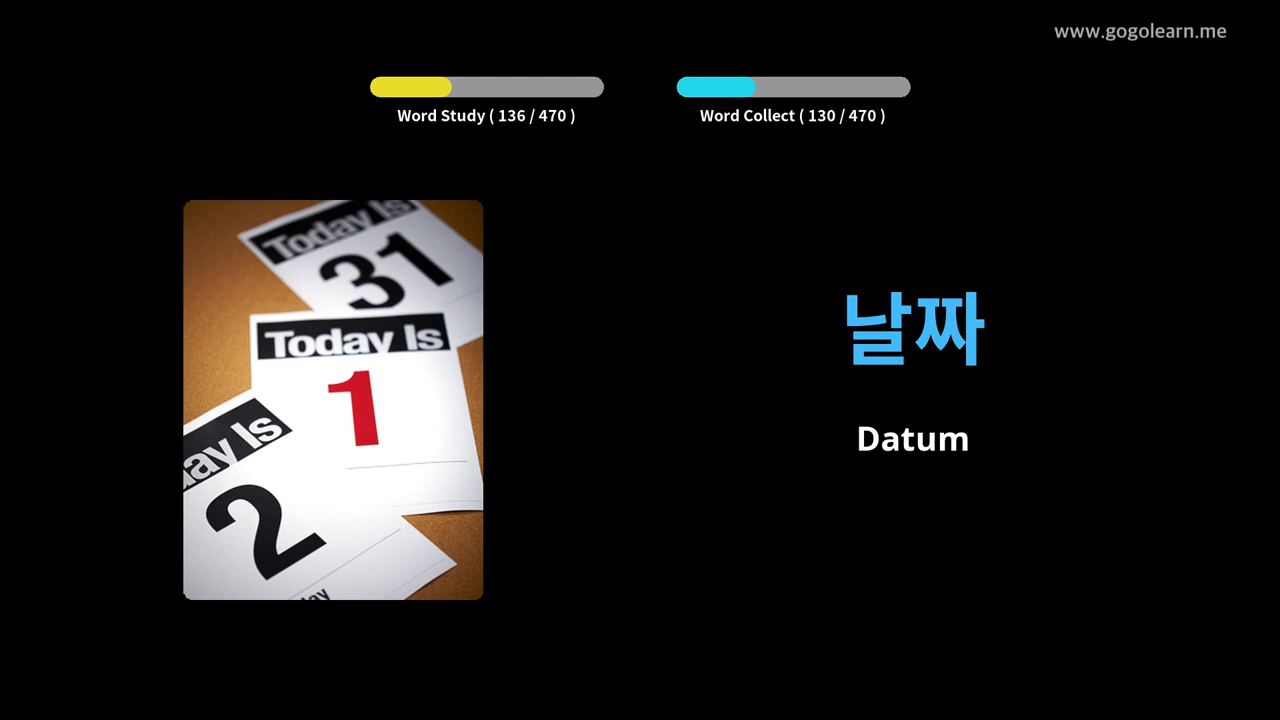 www.gogolearn.me
Word Study ( 136 / 470 )
Word Collect ( 130 / 470 )
Today Is
31
Today Is
1
ay Is
2
날짜
Datum